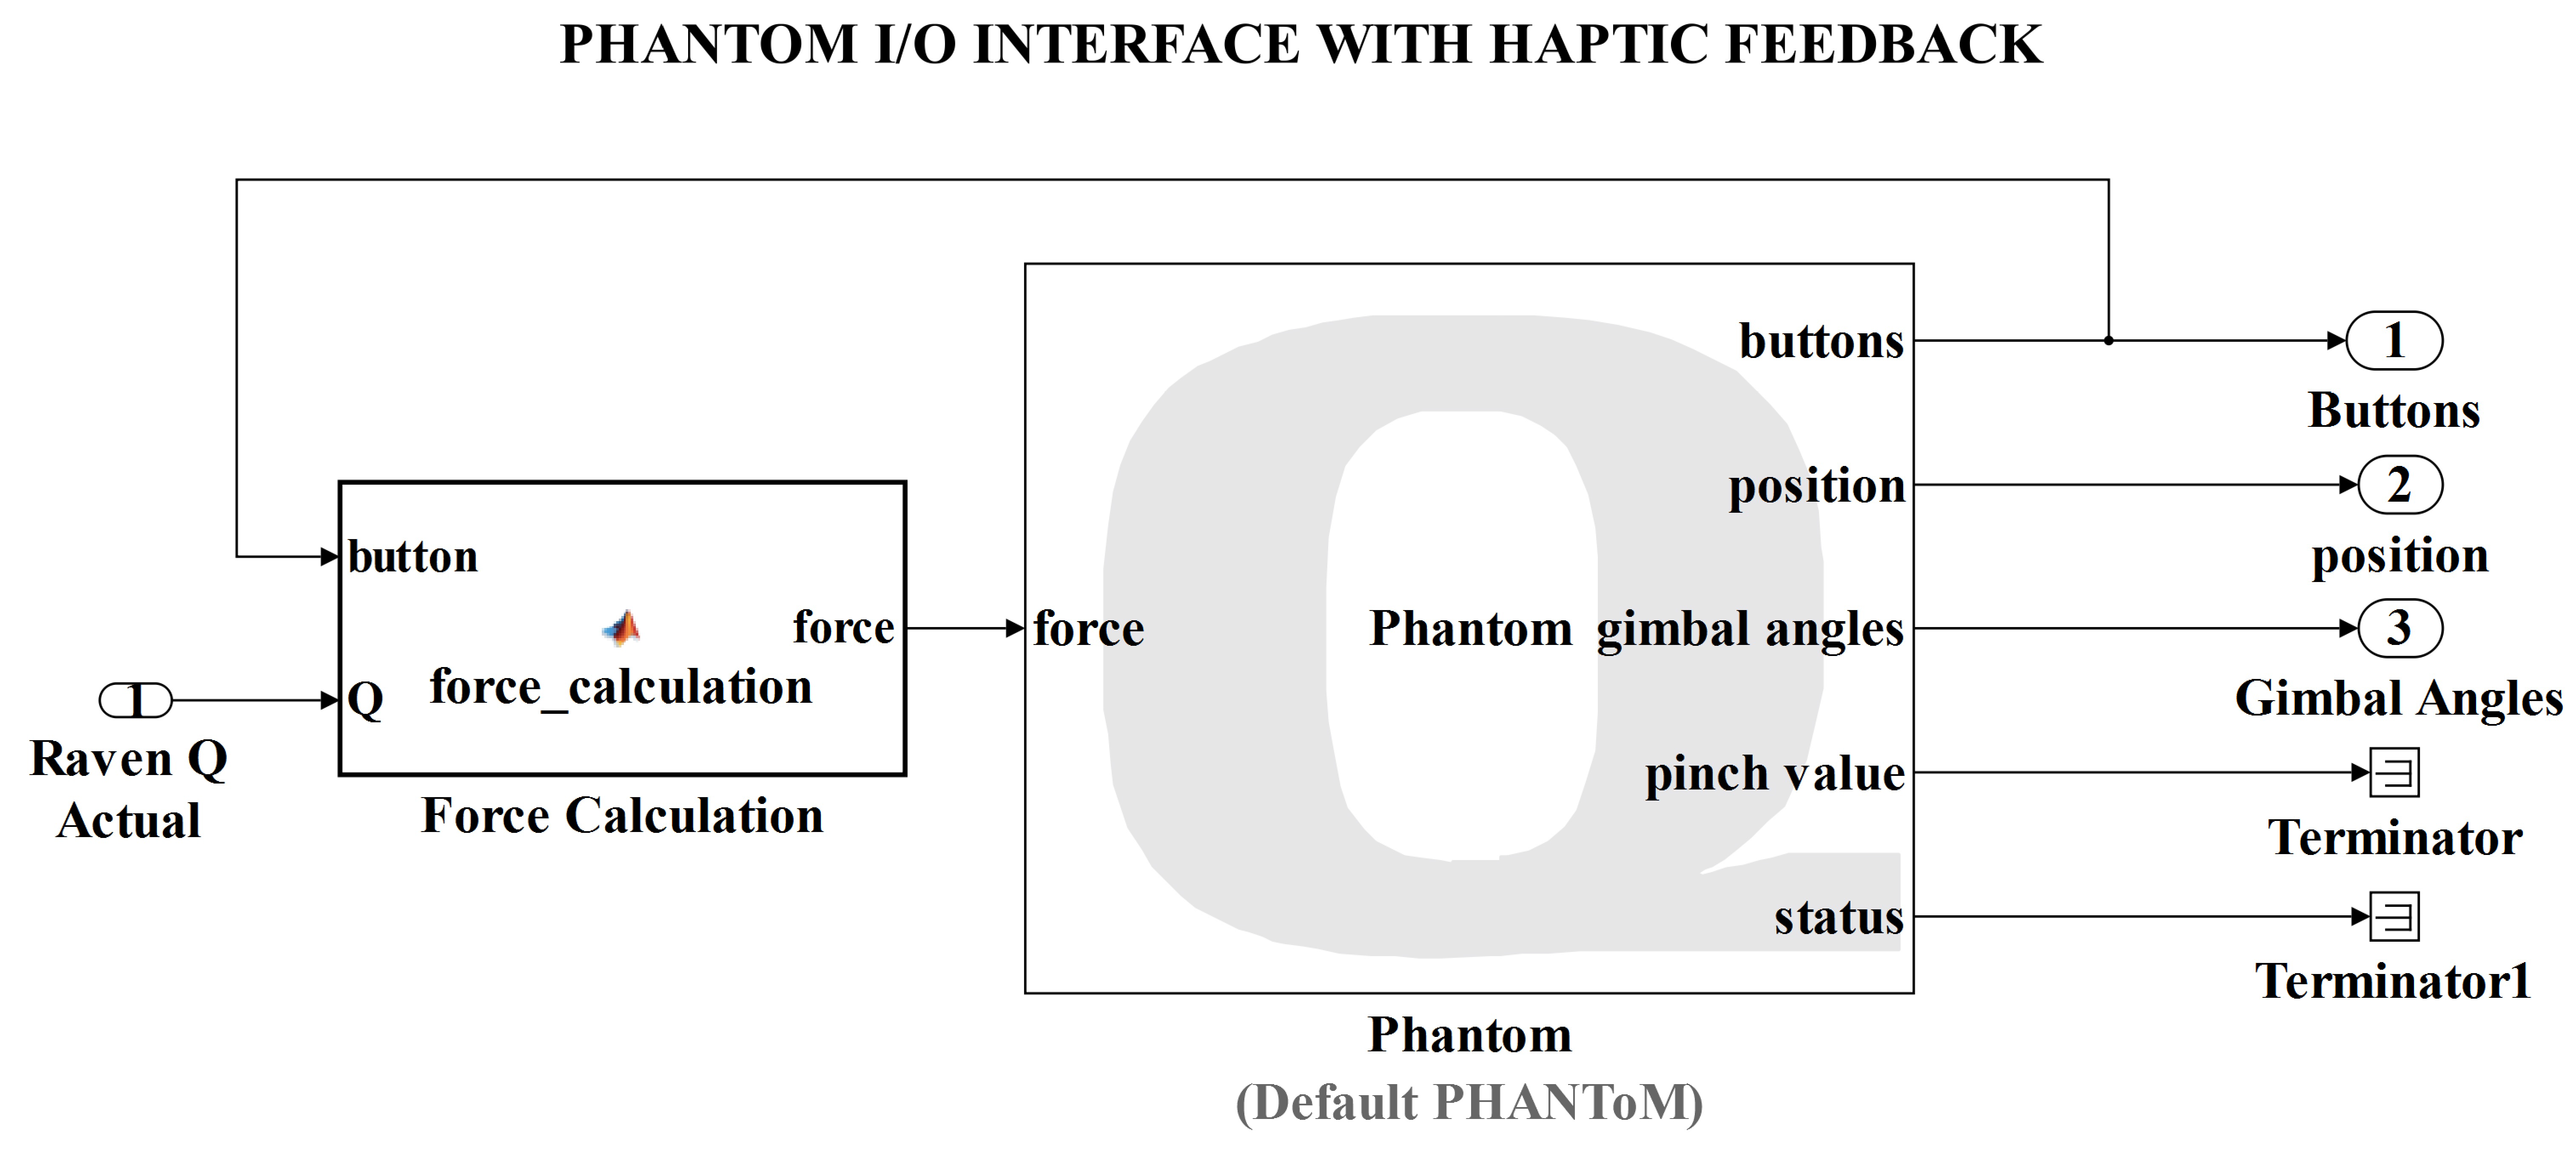 PHANTOM I/O INTERFACE WITH HAPTIC FEEDBACK
button
Q
force_calculation
force
Force Calculation
1
Raven Q
Actual
force
Phantom
buttons
position
gimbal angles
pinch value
status
Phantom
(Default PHANToM)
1
Buttons
2
position
3
Gimbal Angles
Terminator
Terminator1